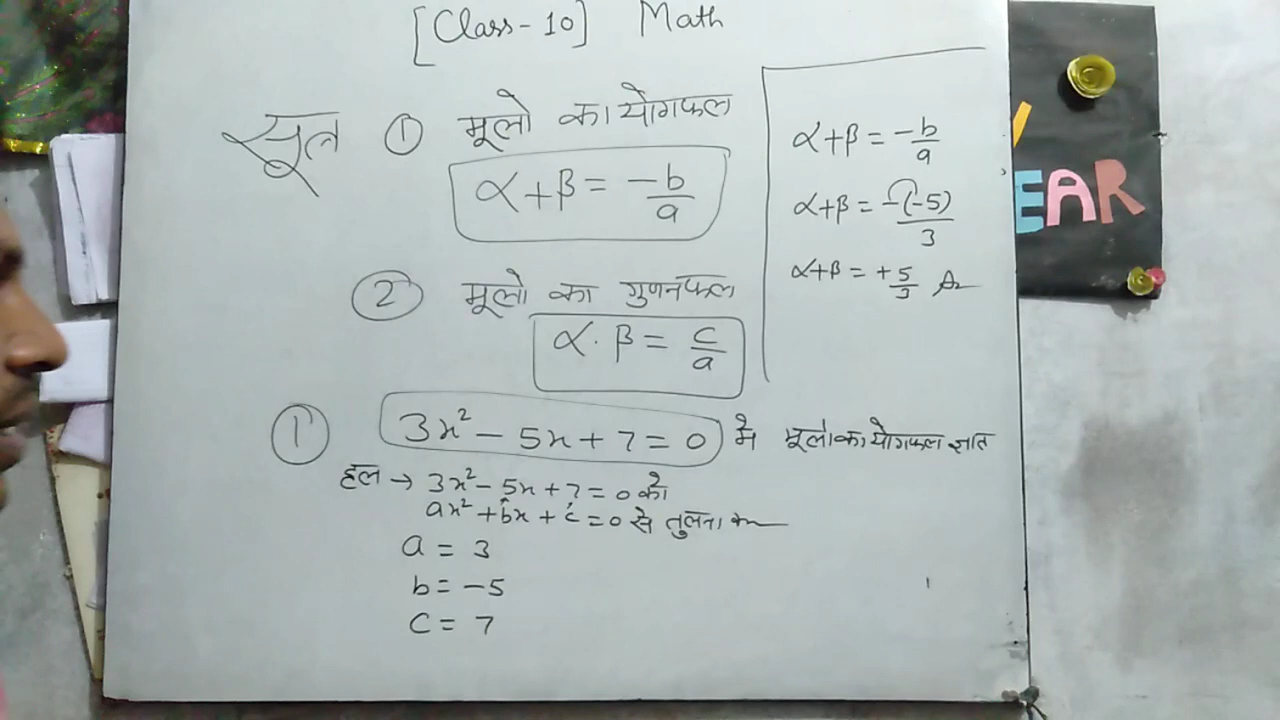 [Class-10] Math
सूत्र ① मूलो का योगफल
α+β = -b/a
② मूलो का गुणनफल
α.β = c/a
① 3x² - 5x + 7 = 0 में मूलो का योगफल ज्ञात
हल → 3x² - 5x + 7 = 0 को
ax² + bx + c = 0 से तुलना
a = 3
b = -5
c = 7
α+β = -b/a
α+β = -(-5)/3
α+β = +5/3 Ans
EAR